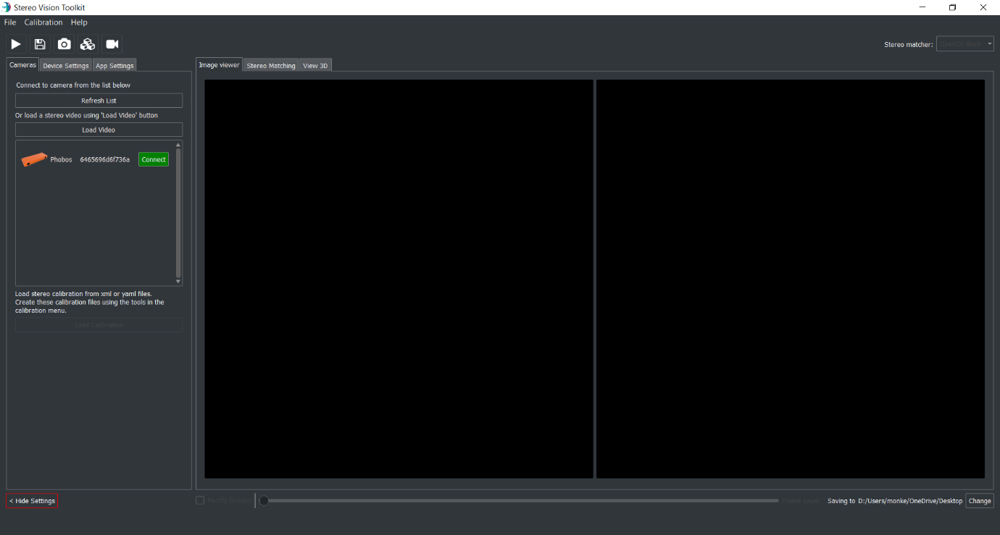 Stereo Vision Toolkit
File Calibration Help
Stereo matcher: OpenCV Block
Cameras Device Settings App Settings
Image viewer Stereo Matching View 3D
Connect to camera from the list below
Refresh List
Or load a stereo video using 'Load Video' button
Load Video
Phobos 6465696d6f736a Connect
Load stereo calibration from xml or yaml files.
Create these calibration files using the tools in the
calibration menu.
Load Calibration
< Hide Settings
Rectify Images
Frame count
Saving to D:/Users/monke/OneDrive/Desktop
Change